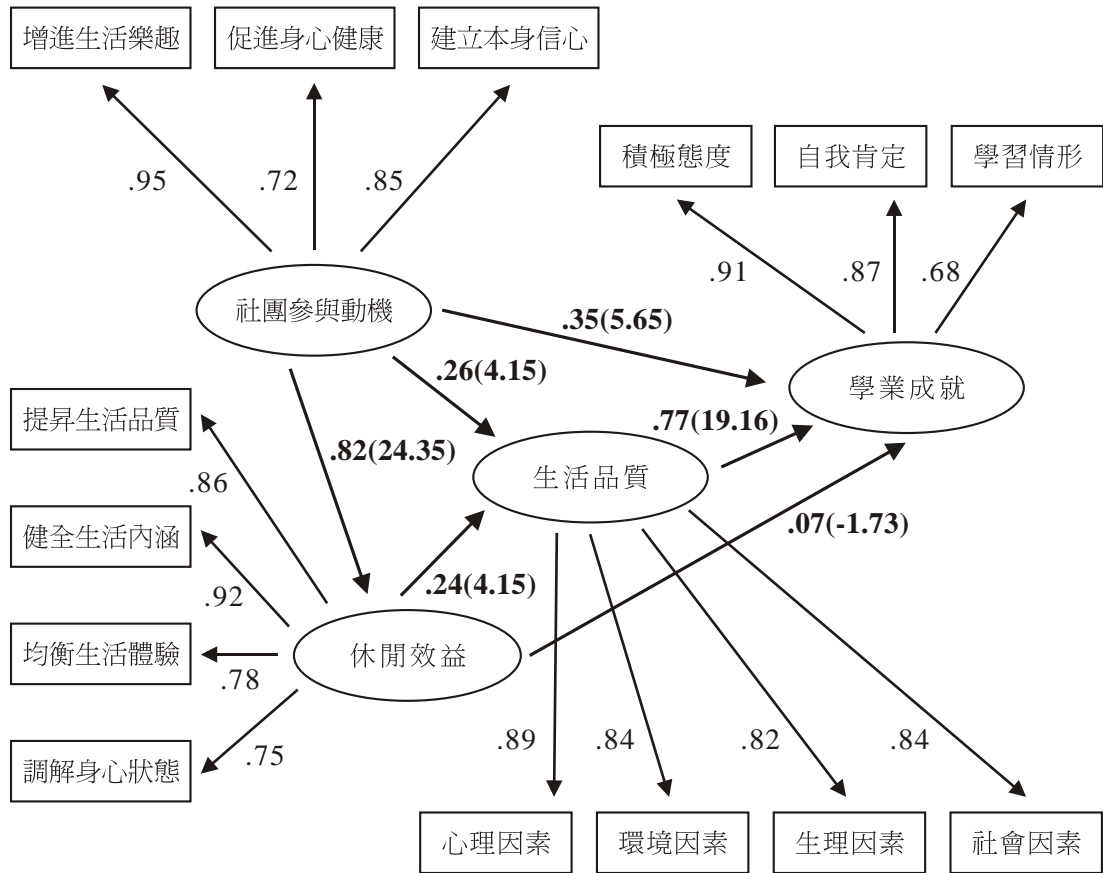 增進生活樂趣
促進身心健康
建立本身信心
積極態度
自我肯定
學習情形
.95
.72
.85
.91
.87
.68
社團參與動機
.35(5.65)
.26(4.15)
學業成就
提昇生活品質
.82(24.35)
.77(19.16)
.86
生活品質
健全生活內涵
.07(-1.73)
.92
.24(4.15)
均衡生活體驗
.78
休閒效益
調解身心狀態
.75
.89
.84
.82
.84
心理因素
環境因素
生理因素
社會因素